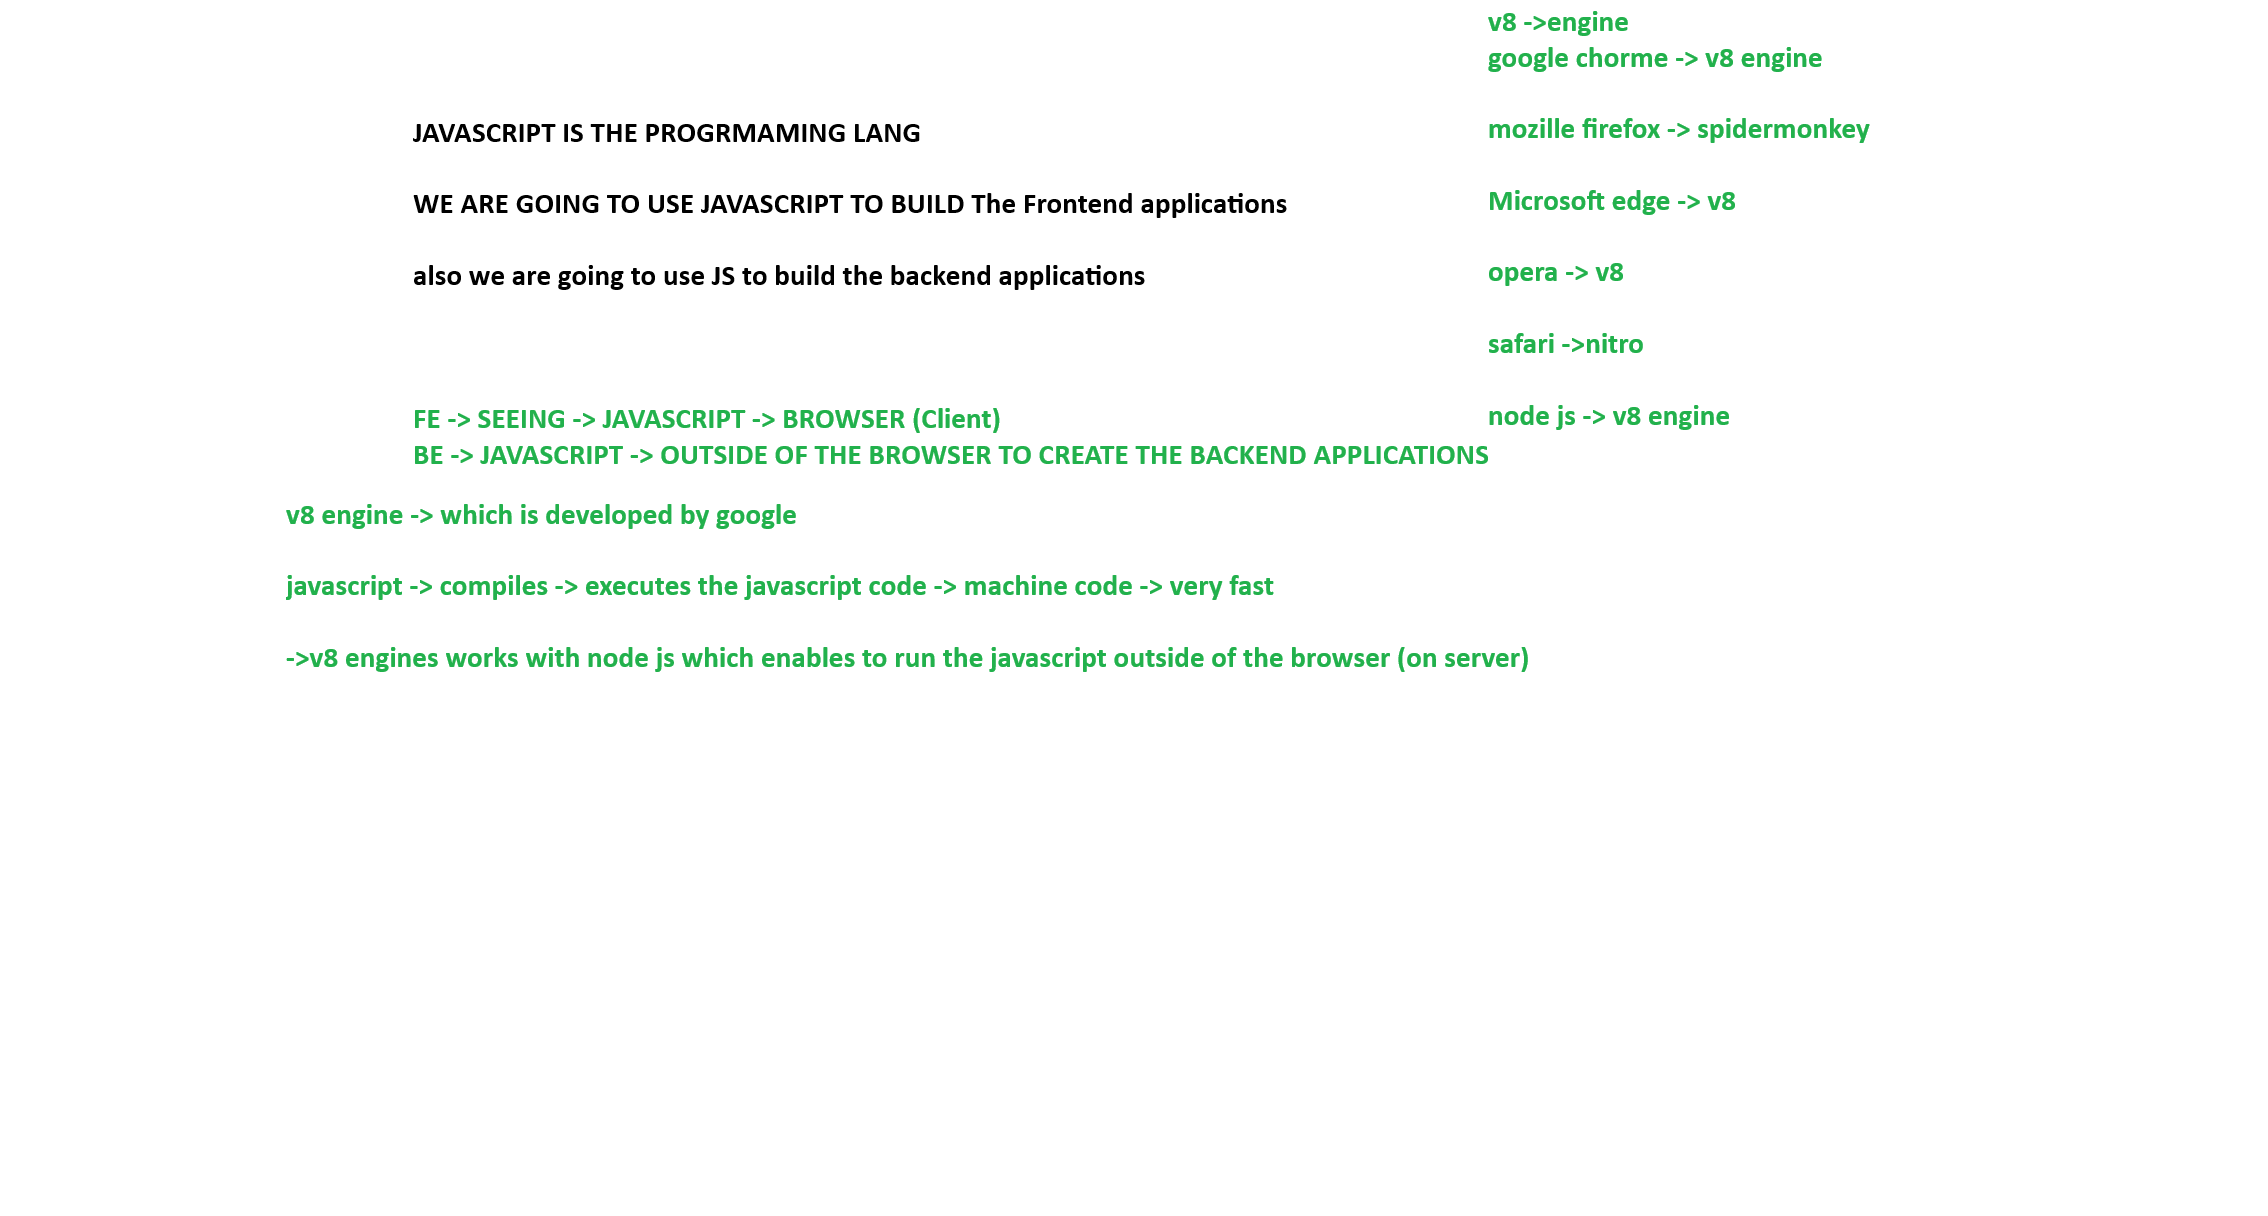 v8 ->engine
google chorme -> v8 engine
mozille firefox -> spidermonkey
Microsoft edge -> v8
opera -> v8
safari ->nitro
node js -> v8 engine
JAVASCRIPT IS THE PROGRMAMING LANG
WE ARE GOING TO USE JAVASCRIPT TO BUILD The Frontend applications
also we are going to use JS to build the backend applications
FE -> SEEING -> JAVASCRIPT -> BROWSER (Client)
BE -> JAVASCRIPT -> OUTSIDE OF THE BROWSER TO CREATE THE BACKEND APPLICATIONS
v8 engine -> which is developed by google
javascript -> compiles -> executes the javascript code -> machine code -> very fast
->v8 engines works with node js which enables to run the javascript outside of the browser (on server)